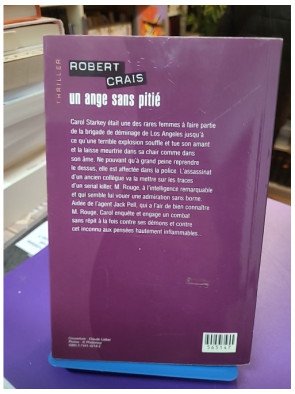 THRILLER
ROBERT
CRAIS
un ange sans pitié
Carol Starkey était une des rares femmes à faire partie
de la brigade de déminage de Los Angeles jusqu'à
ce qu'une terrible explosion souffle et tue son amant
et la laisse meurtrie dans sa chair comme dans
son âme. Ne pouvant qu'à grand peine reprendre
le dessus, elle est affectée dans la police. L'assassinat
d'un ancien collègue va la mettre sur les traces
d'un serial killer, M. Rouge, à l'intelligence remarquable
et qui semble lui vouer une admiration sans borne.
Aidée de l'agent Jack Pell, qui a l'air de bien connaître
M. Rouge, Carol enquête et engage un combat
sans répit à la fois contre ses démons et contre
cet inconnu aux pensées hautement inflammables...
565147